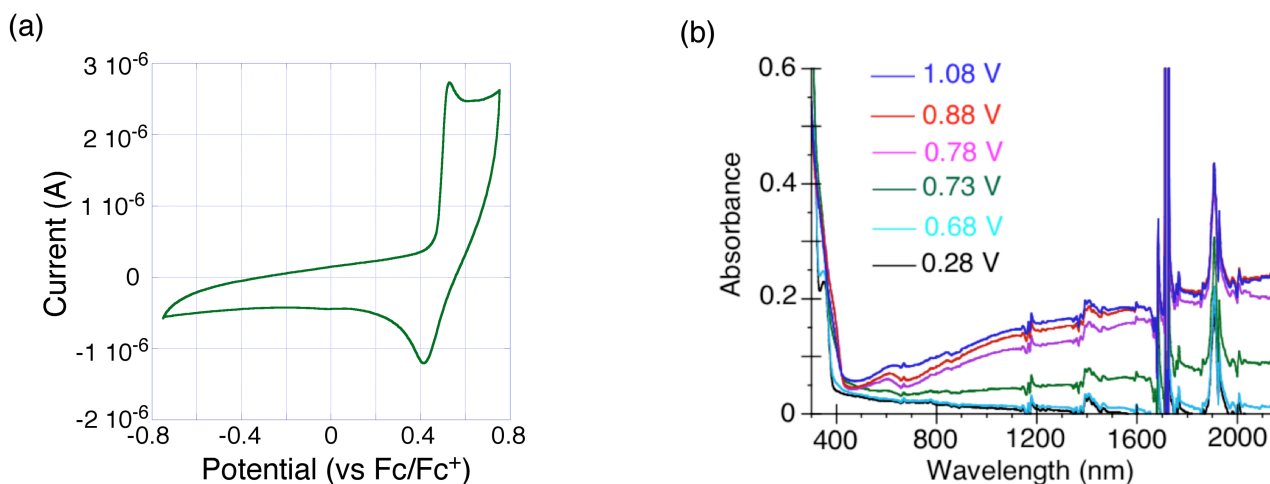 (a)
(b)
3 10⁻⁶
2 10⁻⁶
1 10⁻⁶
0
-1 10⁻⁶
-2 10⁻⁶
Current (A)
-0.8
-0.4
0
0.4
0.8
Potential (vs Fc/Fc⁺)
0.6
0.4
0.2
0
Absorbance
1.08 V
0.88 V
0.78 V
0.73 V
0.68 V
0.28 V
400
800
1200
1600
2000
Wavelength (nm)